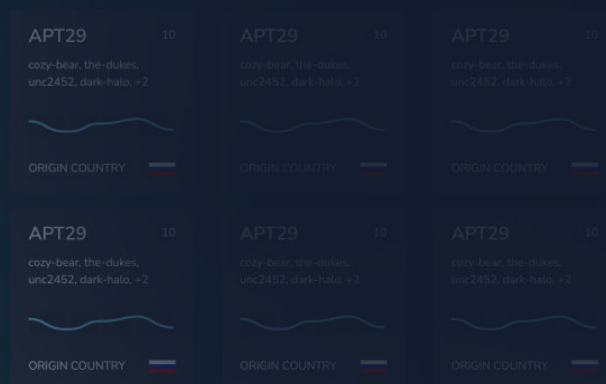 APT29 10
cozy-bear, the-dukes,
unc2452, dark-halo, +2
ORIGIN COUNTRY
APT29 10
cozy-bear, the-dukes,
unc2452, dark-halo, +2
ORIGIN COUNTRY
APT29 10
cozy-bear, the-dukes,
unc2452, dark-halo, +2
ORIGIN COUNTRY
APT29 10
cozy-bear, the-dukes,
unc2452, dark-halo, +2
ORIGIN COUNTRY
APT29 10
cozy-bear, the-dukes,
unc2452, dark-halo, +2
ORIGIN COUNTRY
APT29 10
cozy-bear, the-dukes,
unc2452, dark-halo, +2
ORIGIN COUNTRY